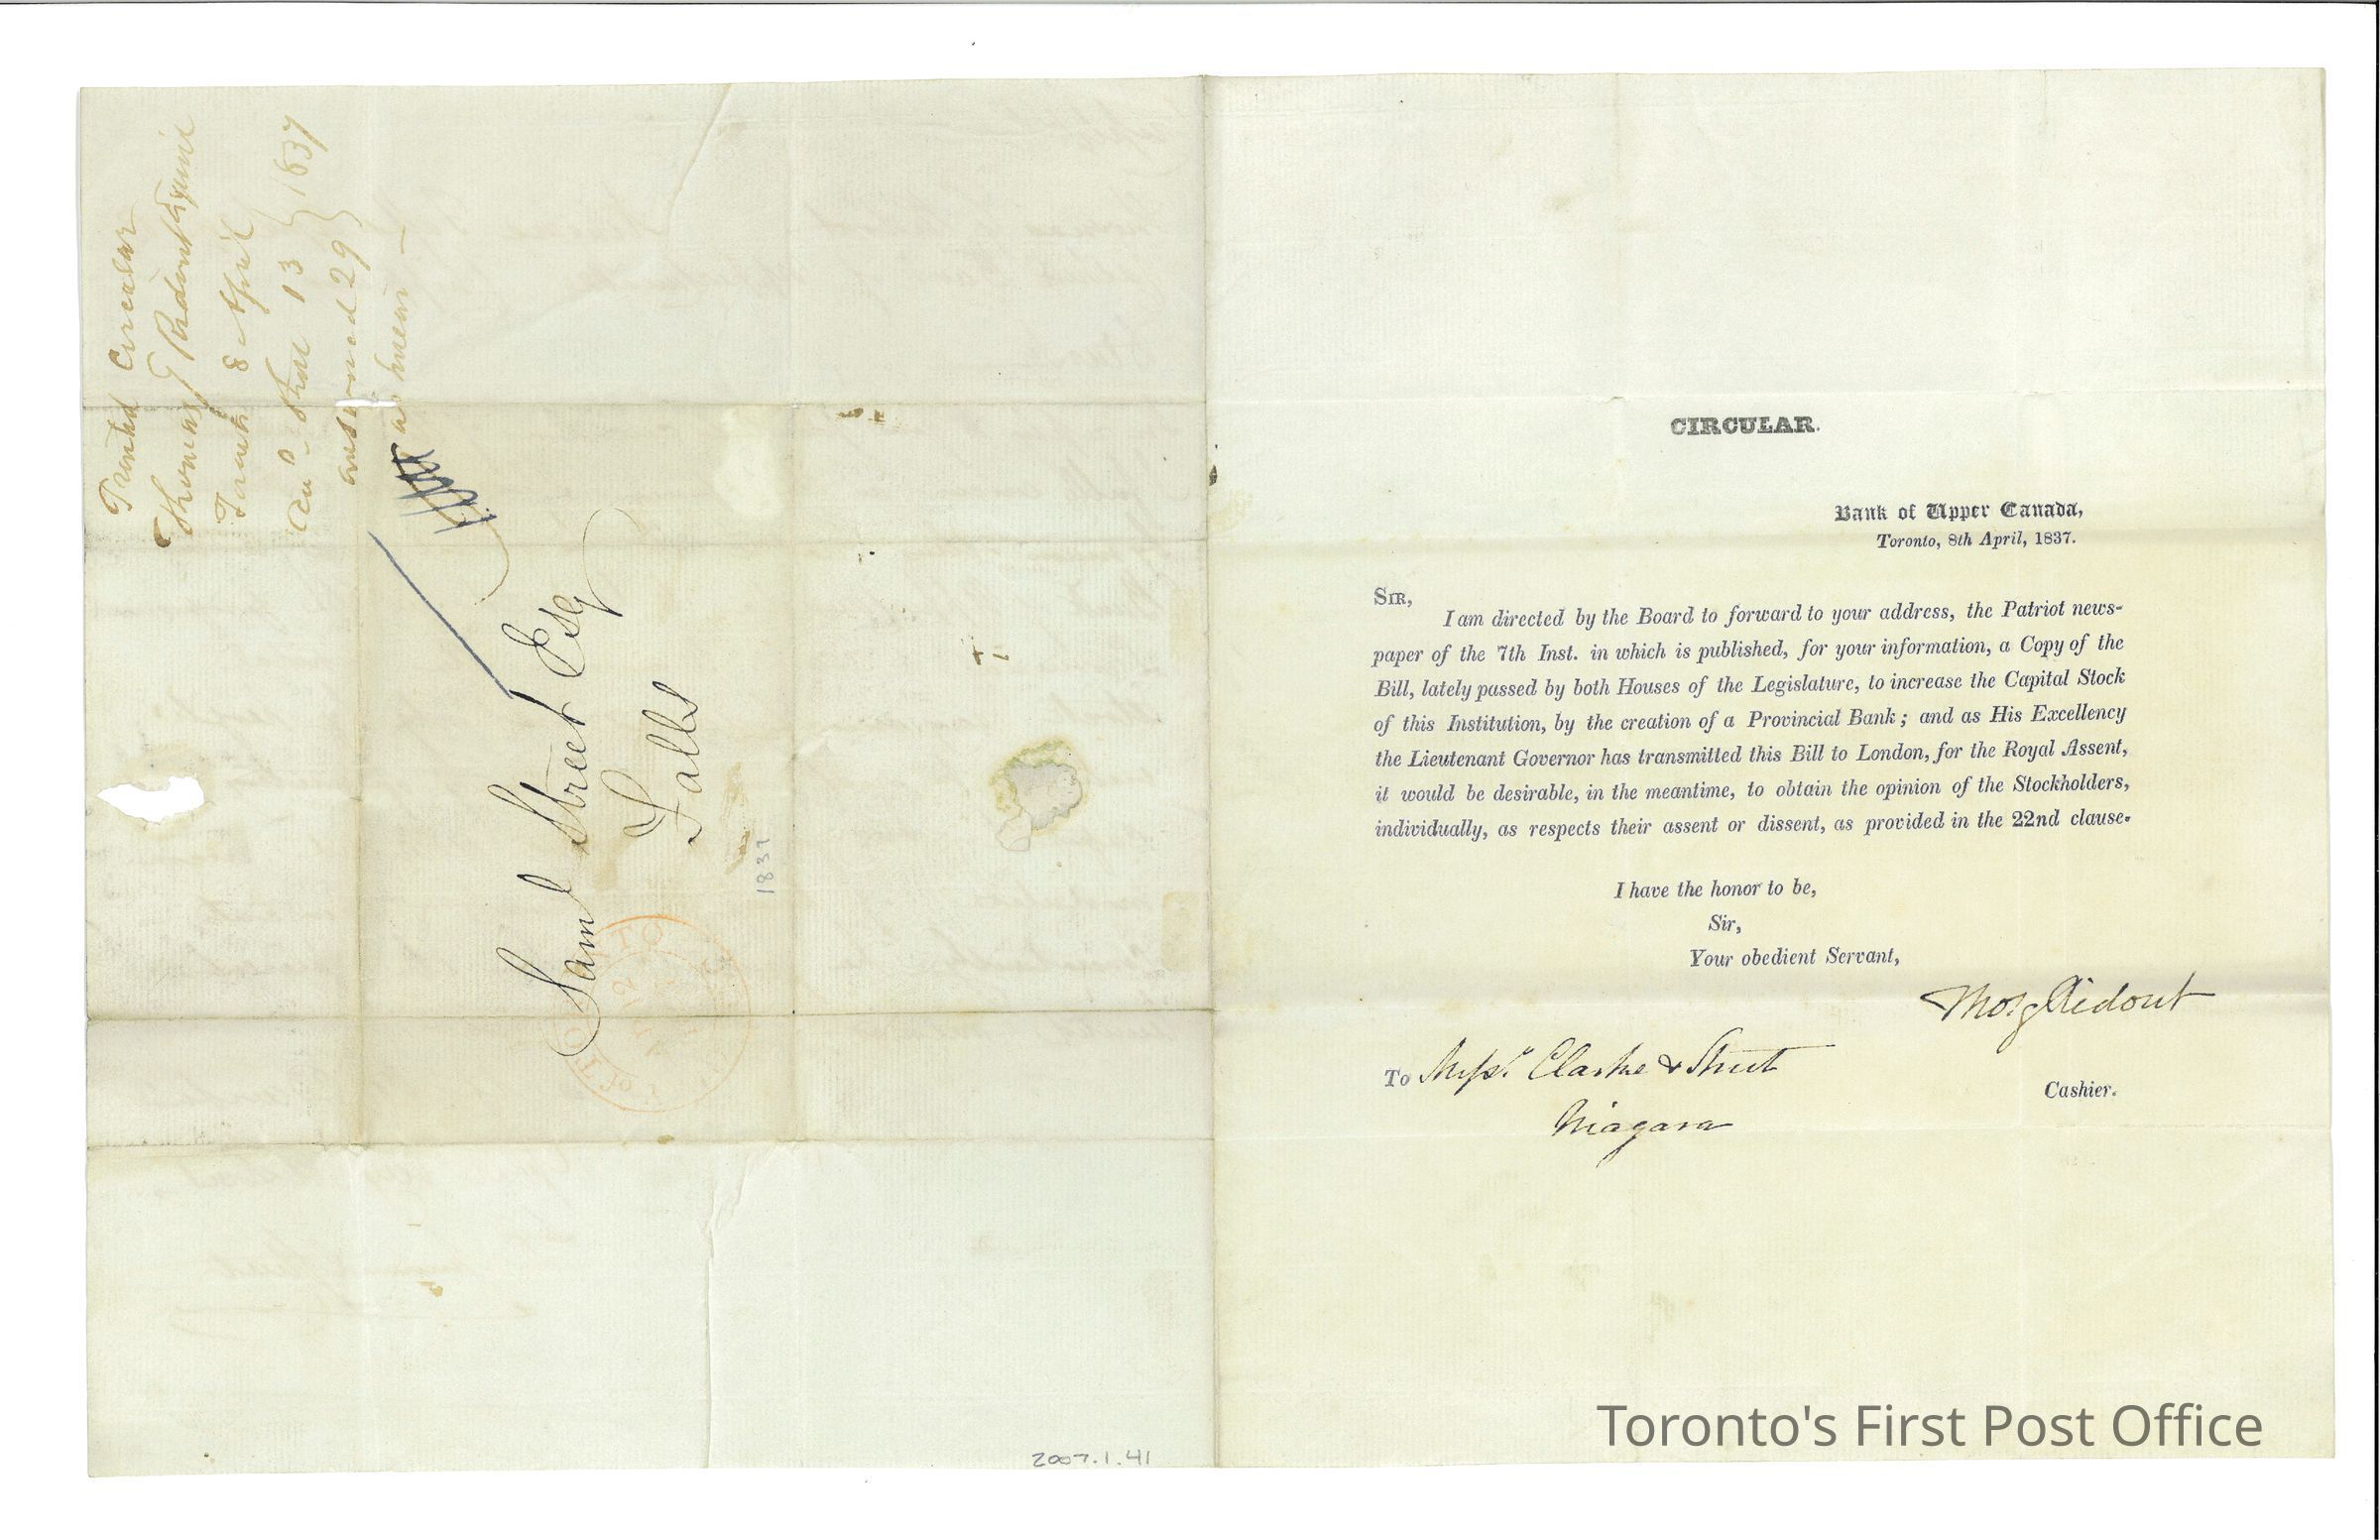 Printed Circular
Thomas G Ridout Esquire
Toronto 8 April
13 } 1837
answered 29 }
Saml Street Esq
Falls
1837
2007.1.41
CIRCULAR.
Bank of Upper Canada,
Toronto, 8th April, 1837.
SIR,
I am directed by the Board to forward to your address, the Patriot news-
paper of the 7th Inst. in which is published, for your information, a Copy of the
Bill, lately passed by both Houses of the Legislature, to increase the Capital Stock
of this Institution, by the creation of a Provincial Bank; and as His Excellency
the Lieutenant Governor has transmitted this Bill to London, for the Royal Assent,
it would be desirable, in the meantime, to obtain the opinion of the Stockholders,
individually, as respects their assent or dissent, as provided in the 22nd clause.
I have the honor to be,
Sir,
Your obedient Servant,
Thos G Ridout
Cashier.
To Messrs. Clarke & Street
Niagara
Toronto's First Post Office